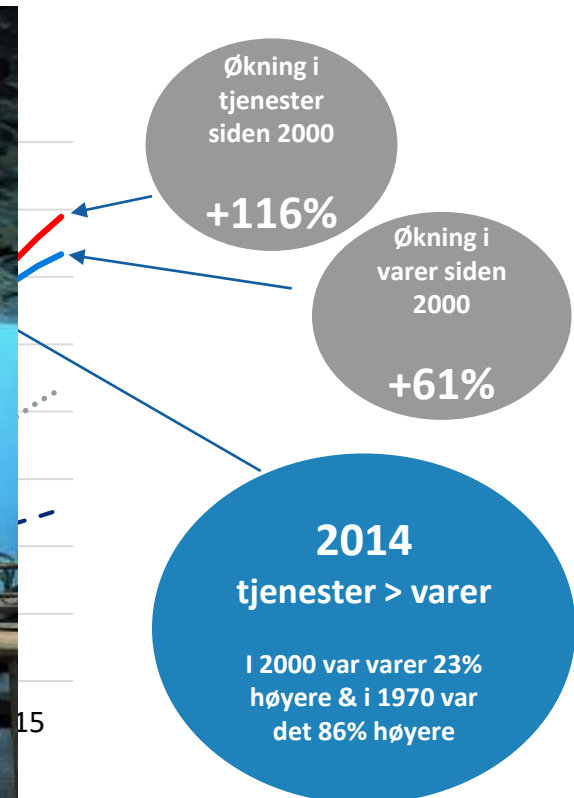 Økning i
tjenester
siden 2000
+116%
Økning i
varer siden
2000
+61%
2014
tjenester > varer
I 2000 var varer 23%
høyere & i 1970 var
det 86% høyere
15